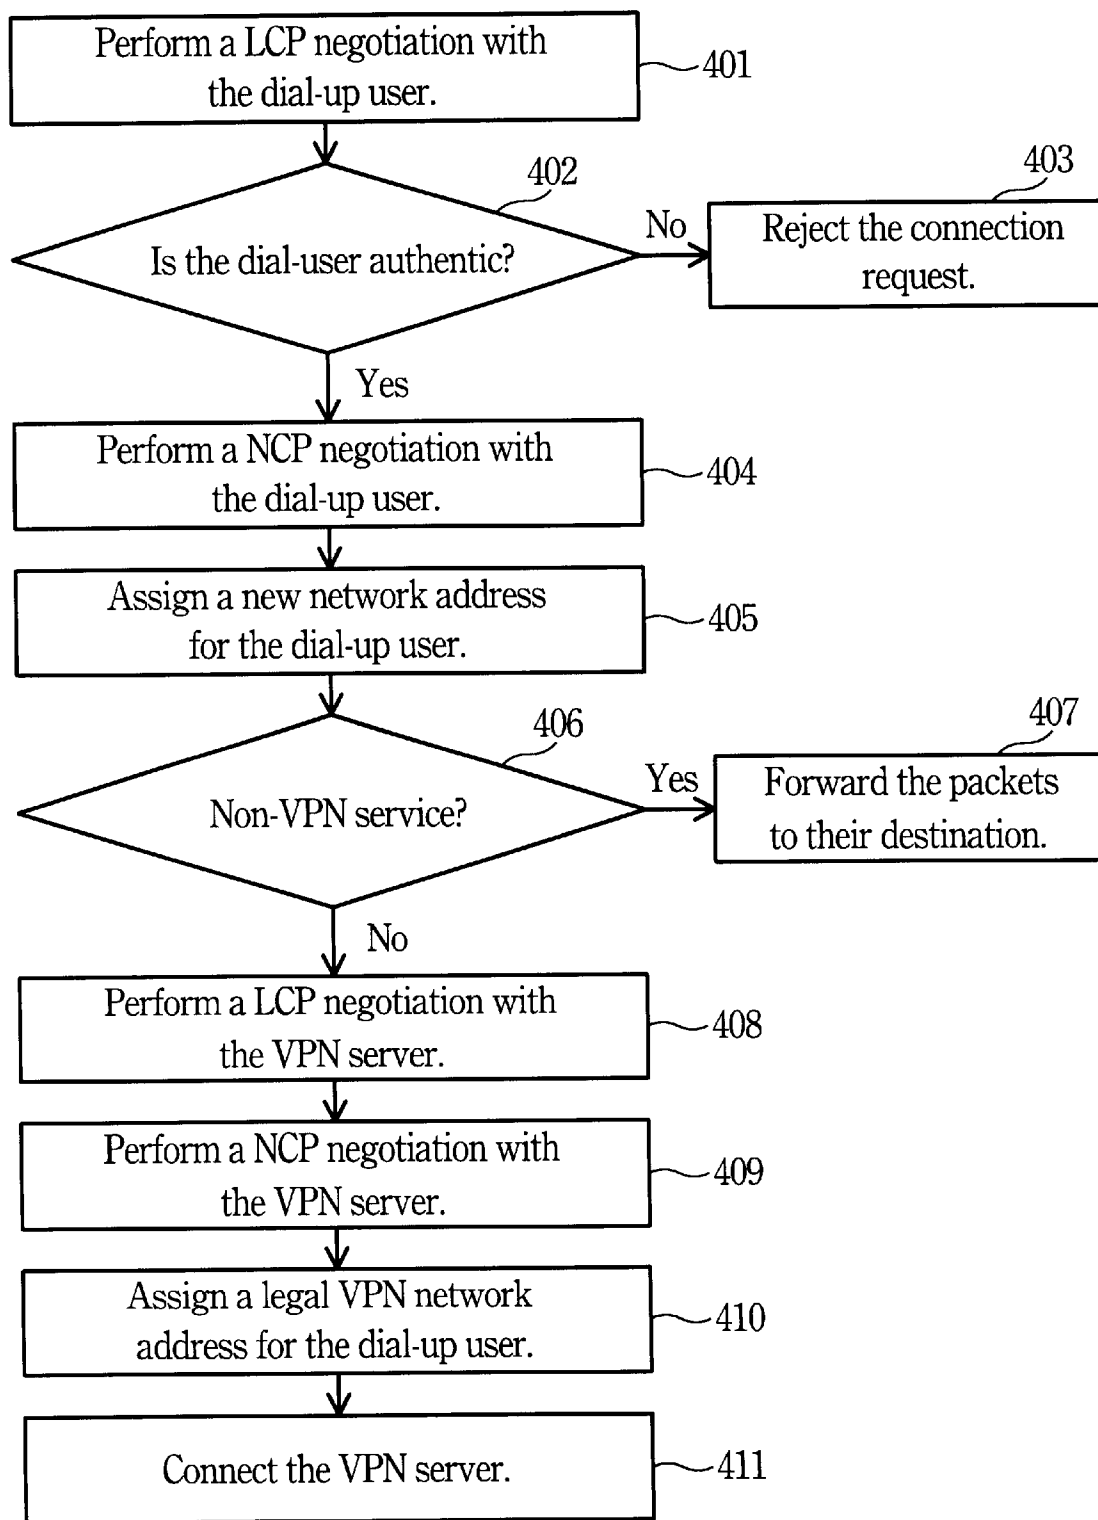 Perform a LCP negotiation with
the dial-up user.
401
402
Is the dial-user authentic?
No
403
Reject the connection
request.
Yes
Perform a NCP negotiation with
the dial-up user.
404
Assign a new network address
for the dial-up user.
405
406
Non-VPN service?
Yes
407
Forward the packets
to their destination.
No
Perform a LCP negotiation with
the VPN server.
408
Perform a NCP negotiation with
the VPN server.
409
Assign a legal VPN network
address for the dial-up user.
410
Connect the VPN server.
411